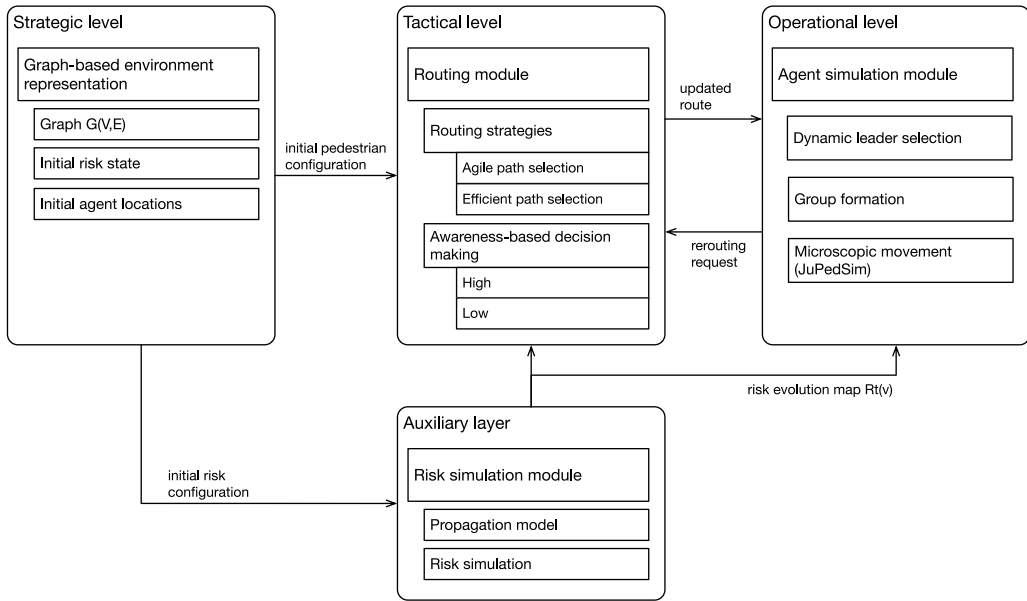 Strategic level
Graph-based environment
representation
Graph G(V,E)
Initial risk state
Initial agent locations
initial pedestrian
configuration
Tactical level
Routing module
Routing strategies
Agile path selection
Efficient path selection
Awareness-based decision
making
High
Low
updated
route
rerouting
request
Operational level
Agent simulation module
Dynamic leader selection
Group formation
Microscopic movement
(JuPedSim)
risk evolution map Rt(v)
initial risk
configuration
Auxiliary layer
Risk simulation module
Propagation model
Risk simulation